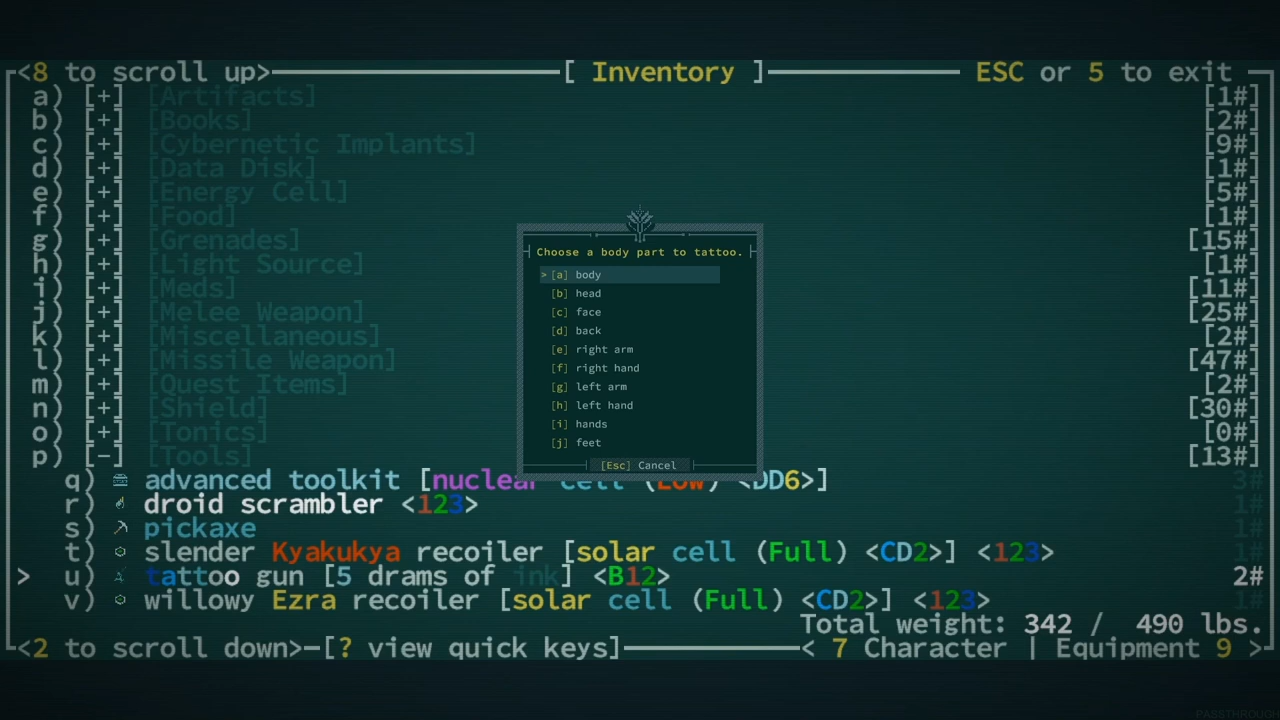 <8 to scroll up> [ Inventory ] ESC or 5 to exit
a) [+] [Artifacts] [1#]
b) [+] [Books] [2#]
c) [+] [Cybernetic Implants] [9#]
d) [+] [Data Disk] [1#]
e) [+] [Energy Cell] [5#]
f) [+] [Food] [1#]
g) [+] [Grenades] [15#]
h) [+] [Light Source] [1#]
i) [+] [Meds] [11#]
j) [+] [Melee Weapon] [25#]
k) [+] [Miscellaneous] [2#]
l) [+] [Missile Weapon] [47#]
m) [+] [Quest Items] [2#]
n) [+] [Shield] [30#]
o) [+] [Tonics] [0#]
p) [-] [Tools] [13#]
q) advanced toolkit [nuclear cell (Low) <DD6>] 3#
r) droid scrambler <123> 1#
s) pickaxe 1#
t) slender Kyakukya recoiler [solar cell (Full) <CD2>] <123> 1#
> u) tattoo gun [5 drams of ink] <B12> 2#
v) willowy Ezra recoiler [solar cell (Full) <CD2>] <123> 1#
Total weight: 342 / 490 lbs.
<2 to scroll down> [? view quick keys] < 7 Character | Equipment 9 >
Choose a body part to tattoo.
> [a] body
[b] head
[c] face
[d] back
[e] right arm
[f] right hand
[g] left arm
[h] left hand
[i] hands
[j] feet
[Esc] Cancel